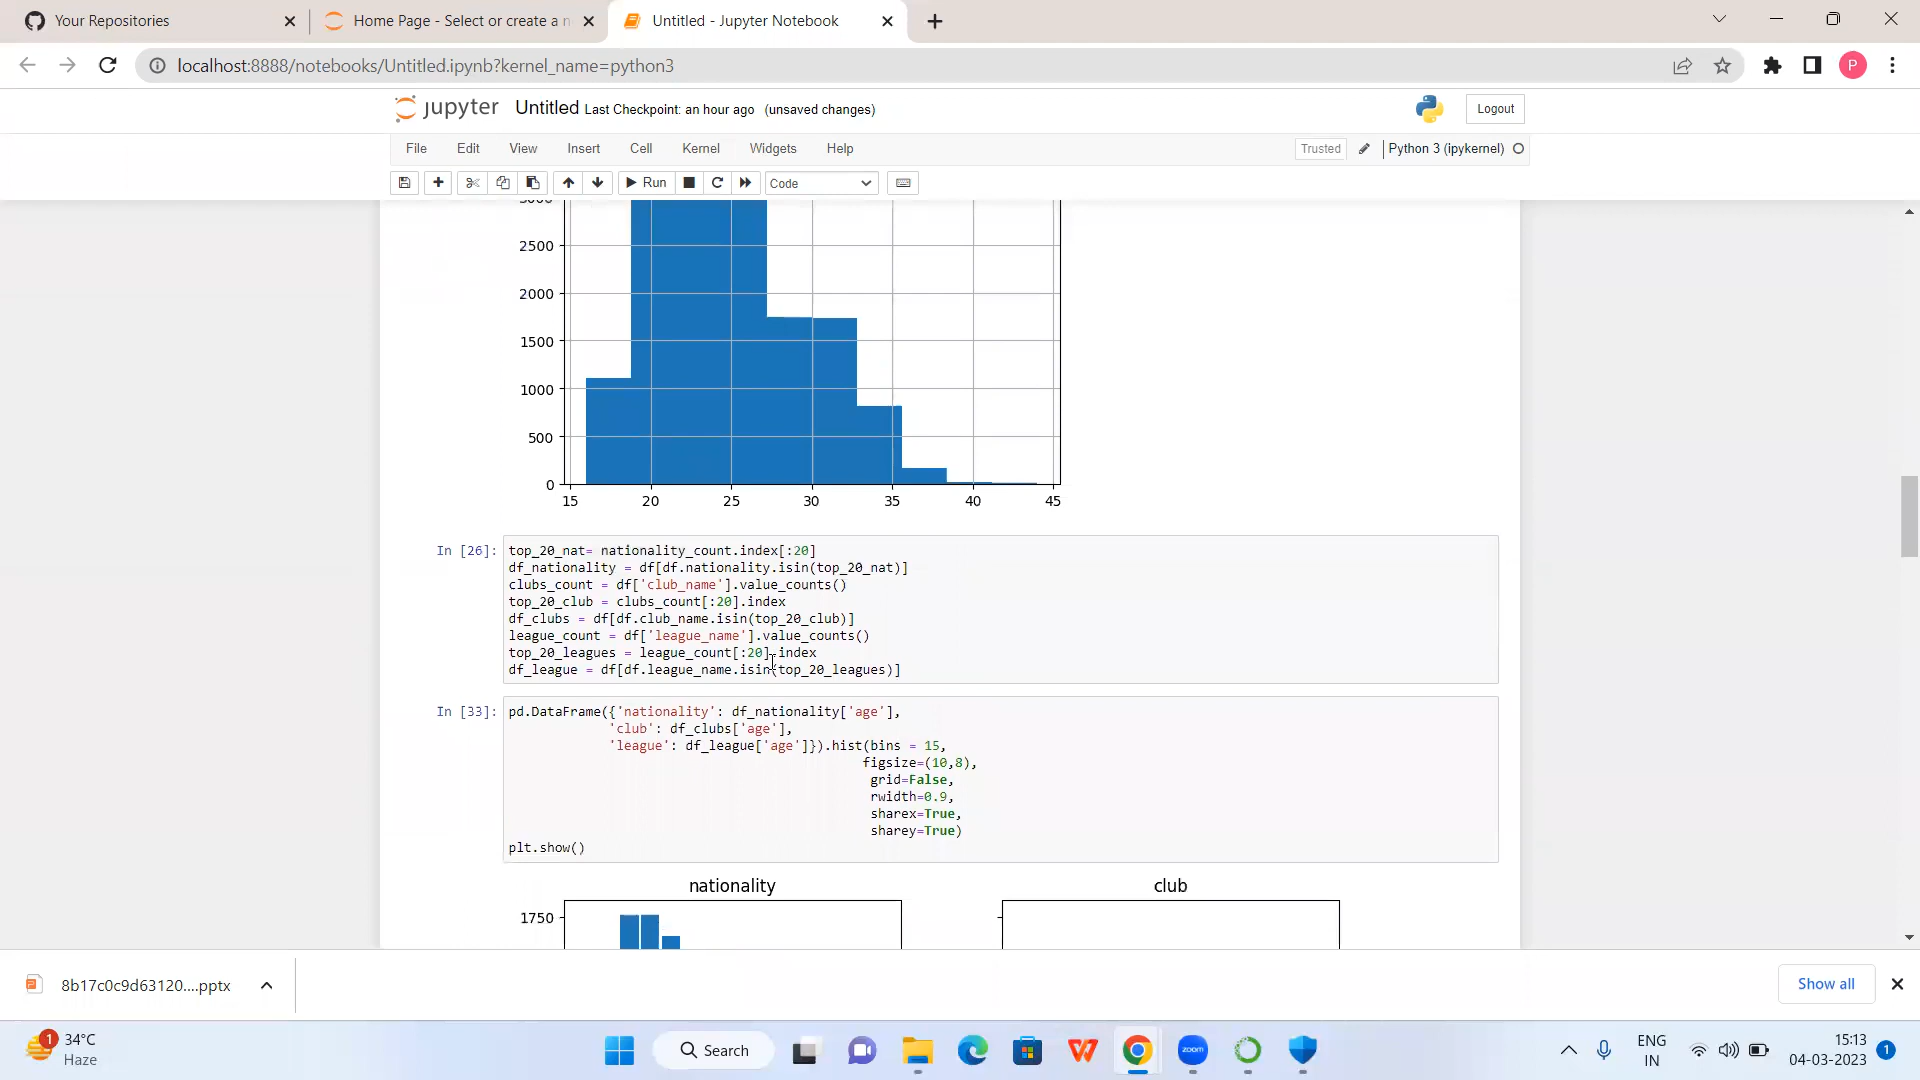 Your Repositories
Home Page - Select or create a n
Untitled - Jupyter Notebook
localhost:8888/notebooks/Untitled.ipynb?kernel_name=python3
P
jupyter Untitled Last Checkpoint: an hour ago (unsaved changes)
Logout
File Edit View Insert Cell Kernel Widgets Help
Trusted Python 3 (ipykernel)
Run Code
3000
2500
2000
1500
1000
500
0
15 20 25 30 35 40 45
In [26]:
top_20_nat= nationality_count.index[:20]
df_nationality = df[df.nationality.isin(top_20_nat)]
clubs_count = df['club_name'].value_counts()
top_20_club = clubs_count[:20].index
df_clubs = df[df.club_name.isin(top_20_club)]
league_count = df['league_name'].value_counts()
top_20_leagues = league_count[:20].index
df_league = df[df.league_name.isin(top_20_leagues)]
In [33]:
pd.DataFrame({'nationality': df_nationality['age'],
'club': df_clubs['age'],
'league': df_league['age']}).hist(bins = 15,
figsize=(10,8),
grid=False,
rwidth=0.9,
sharex=True,
sharey=True)
plt.show()
nationality club
1750
8b17c0c9d63120....pptx
Show all
1
34°C
Haze
Search
zoom
ENG
IN
15:13
04-03-2023
1